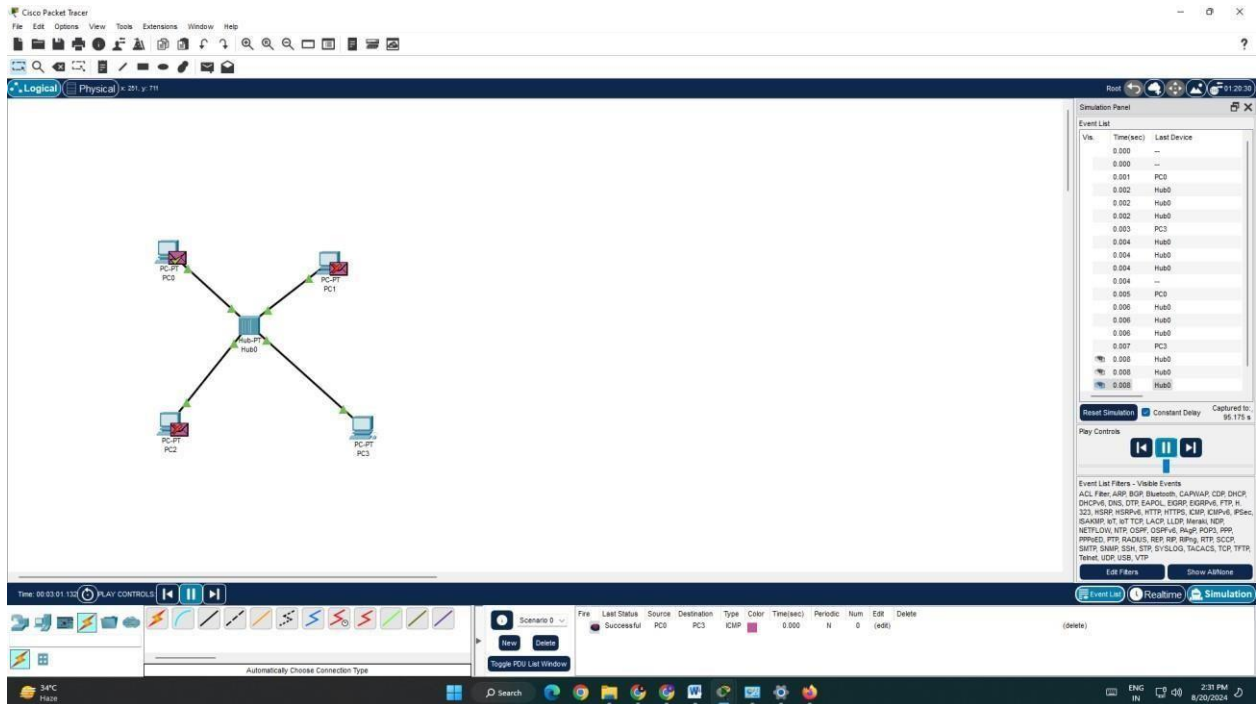 Cisco Packet Tracer
File Edit Options View Tools Extensions Window Help
?
Logical Physical x: 251, y: 711 Root 01:20:30
Simulation Panel
Event List
Vis. Time(sec) Last Device
0.000 --
0.000 --
0.001 PC0
0.002 Hub0
0.002 Hub0
0.002 Hub0
0.003 PC3
0.004 Hub0
0.004 Hub0
0.004 Hub0
0.004 --
0.005 PC0
0.006 Hub0
0.006 Hub0
0.006 Hub0
0.007 PC3
0.008 Hub0
0.008 Hub0
0.008 Hub0
Reset Simulation Constant Delay Captured to:
95.175 s
Play Controls
Event List Filters - Visible Events
ACL Filter, ARP, BGP, Bluetooth, CAPWAP, CDP, DHCP,
DHCPv6, DNS, DTP, EAPOL, EIGRP, EIGRPv6, FTP, H.
323, HSRP, HSRPv6, HTTP, HTTPS, ICMP, ICMPv6, IPSec,
ISAKMP, IoT, IoT TCP, LACP, LLDP, Meraki, NDP,
NETFLOW, NTP, OSPF, OSPFv6, PAgP, POP3, PPP,
PPPoED, PTP, RADIUS, REP, RIP, RIPng, RTP, SCCP,
SMTP, SNMP, SSH, STP, SYSLOG, TACACS, TCP, TFTP,
Telnet, UDP, USB, VTP
Edit Filters Show All/None
Event List Realtime Simulation
PC-PT
PC0
PC-PT
PC1
Hub-PT
Hub0
PC-PT
PC2
PC-PT
PC3
Time: 00:03:01.132 PLAY CONTROLS
Automatically Choose Connection Type
Scenario 0
New Delete
Toggle PDU List Window
Fire Last Status Source Destination Type Color Time(sec) Periodic Num Edit Delete
Successful PC0 PC3 ICMP 0.000 N 0 (edit) (delete)
34°C
Haze
Search
ENG
IN
2:31 PM
8/20/2024